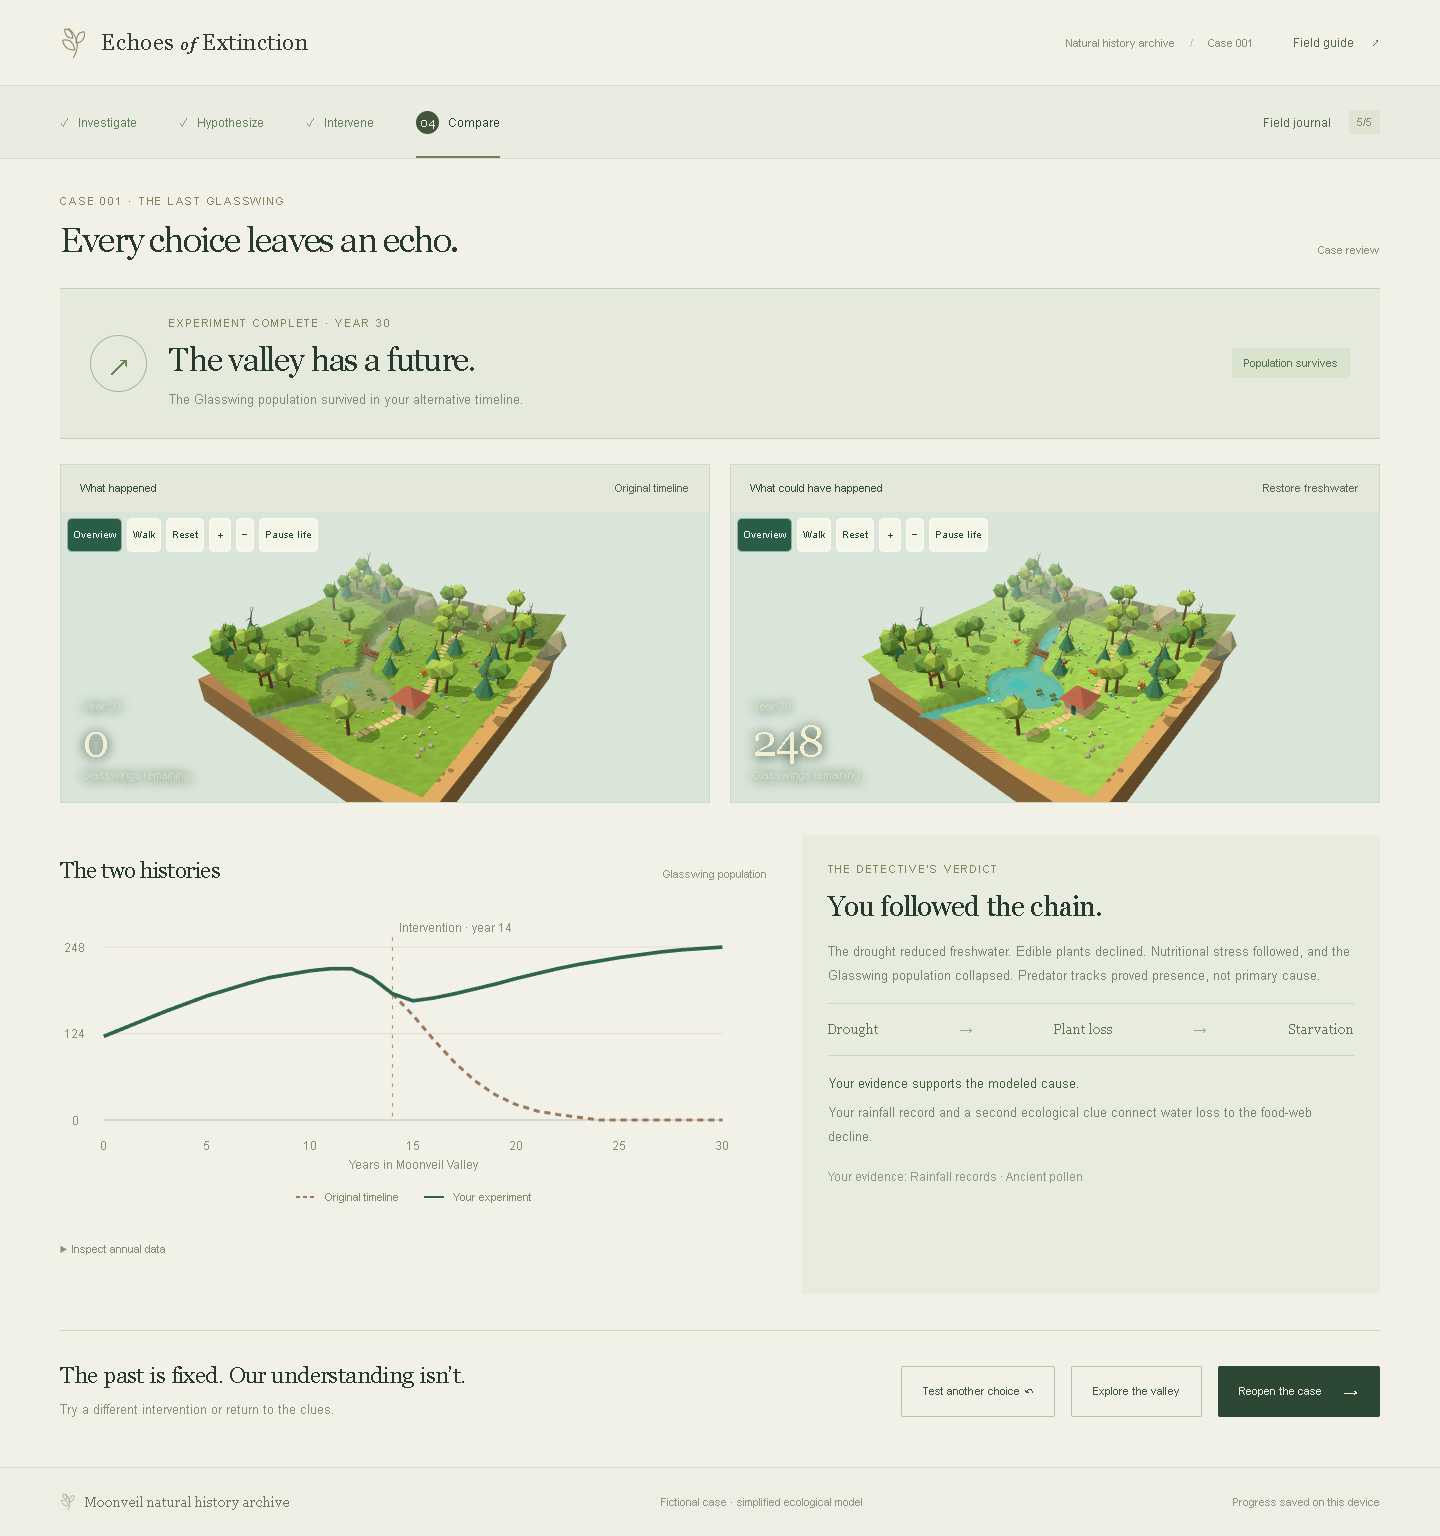 Echoes of Extinction
Natural history archive / Case 001 Field guide ↗
✓ Investigate ✓ Hypothesize ✓ Intervene 04 Compare Field journal 5/5
CASE 001 · THE LAST GLASSWING
Every choice leaves an echo.
Case review
EXPERIMENT COMPLETE · YEAR 30
The valley has a future.
The Glasswing population survived in your alternative timeline.
Population survives
What happened Original timeline
Overview Walk Reset + − Pause life
Year 30
0
Glasswings remaining
What could have happened Restore freshwater
Overview Walk Reset + − Pause life
Year 30
248
Glasswings remaining
The two histories
Glasswing population
Intervention · year 14
248
124
0
0 5 10 15 20 25 30
Years in Moonveil Valley
Original timeline Your experiment
▶ Inspect annual data
THE DETECTIVE'S VERDICT
You followed the chain.
The drought reduced freshwater. Edible plants declined. Nutritional stress followed, and the
Glasswing population collapsed. Predator tracks proved presence, not primary cause.
Drought → Plant loss → Starvation
Your evidence supports the modeled cause.
Your rainfall record and a second ecological clue connect water loss to the food-web
decline.
Your evidence: Rainfall records · Ancient pollen
The past is fixed. Our understanding isn't.
Try a different intervention or return to the clues.
Test another choice ↶ Explore the valley Reopen the case →
Moonveil natural history archive
Fictional case · simplified ecological model
Progress saved on this device